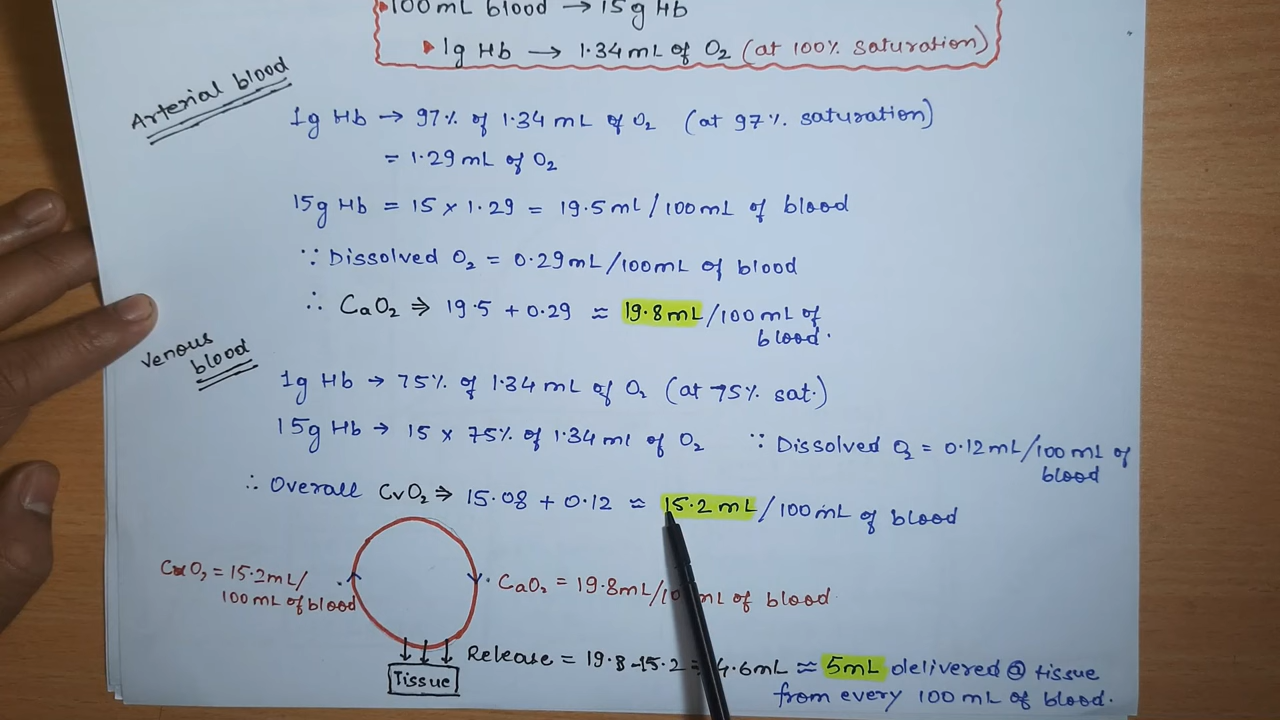 100 mL blood → 15g Hb
1g Hb → 1.34 mL of O₂ (at 100% saturation)
Arterial blood
1g Hb → 97% of 1.34 mL of O₂ (at 97% saturation)
= 1.29 mL of O₂
15g Hb = 15 × 1.29 = 19.5 mL/100 mL of blood
∵ Dissolved O₂ = 0.29 mL/100 mL of blood
∴ CaO₂ ⇒ 19.5 + 0.29 ≈ 19.8 mL/100 mL of
blood.
Venous
blood
1g Hb → 75% of 1.34 mL of O₂ (at 75% sat.)
15g Hb → 15 × 75% of 1.34 ml of O₂ ∵ Dissolved O₂ = 0.12 mL/100 mL of
blood
∴ Overall CvO₂ ⇒ 15.08 + 0.12 ≈ 15.2 mL/100 mL of blood
O₂ = 15.2 mL/
100 mL of blood
CaO₂ = 19.8 mL/ mL of blood
Release = 19.8 - 15.2 = 4.6 mL ≈ 5 mL delivered @ tissue
from every 100 mL of blood.
Tissue